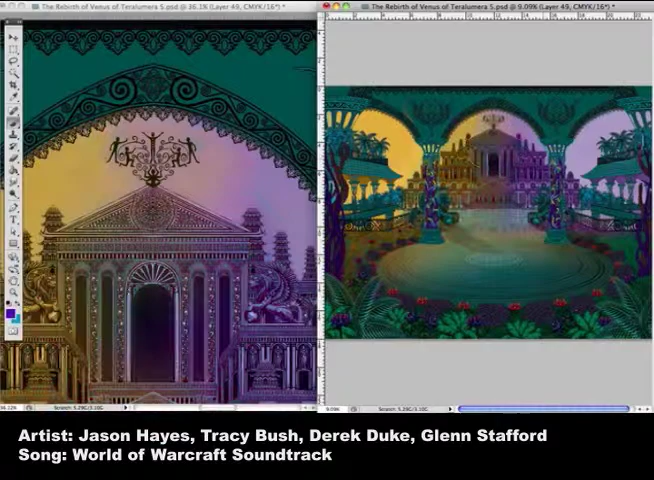 The Rebirth of Venus of Teralumera 5.psd @ 36.1% (Layer 49, CMYK/16*) *
The Rebirth of Venus of Teralumera 5.psd @ 9.09% (Layer 49, CMYK/16*) *
Artist: Jason Hayes, Tracy Bush, Derek Duke, Glenn Stafford
Song: World of Warcraft Soundtrack